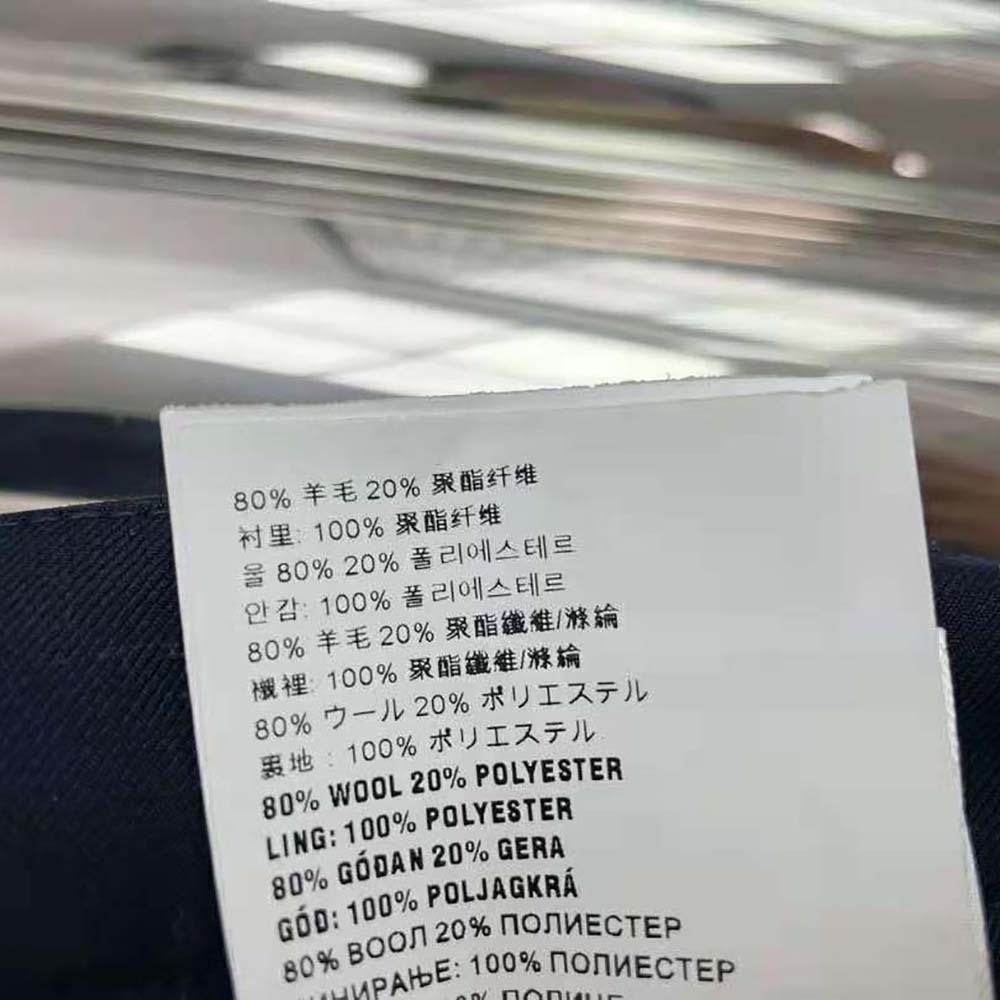 80% 羊毛 20% 聚酯纤维
衬里: 100% 聚酯纤维
울 80% 20% 폴리에스테르
안감: 100% 폴리에스테르
80% 羊毛 20% 聚酯纖維/滌綸
襯裡: 100% 聚酯纖維/滌綸
80% ウール 20% ポリエステル
裏地 : 100% ポリエステル
80% WOOL 20% POLYESTER
LING: 100% POLYESTER
80% GÓĐAN 20% GERA
GÓĐ: 100% POLJAGKRÁ
80% ВООЛ 20% ПОЛИЕСТЕР
ИНИРАЊЕ: 100% ПОЛИЕСТЕР